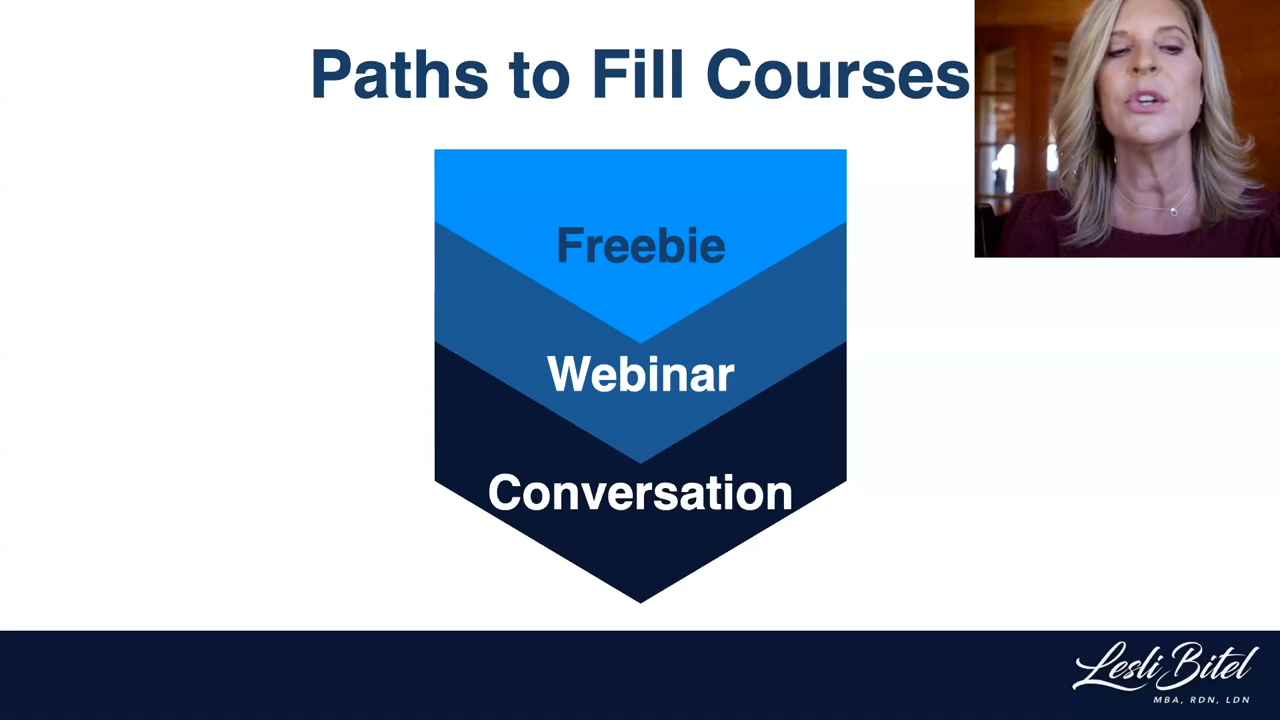 Paths to Fill Courses
Freebie
Webinar
Conversation
Lesli Bitel
MBA, RDN, LDN